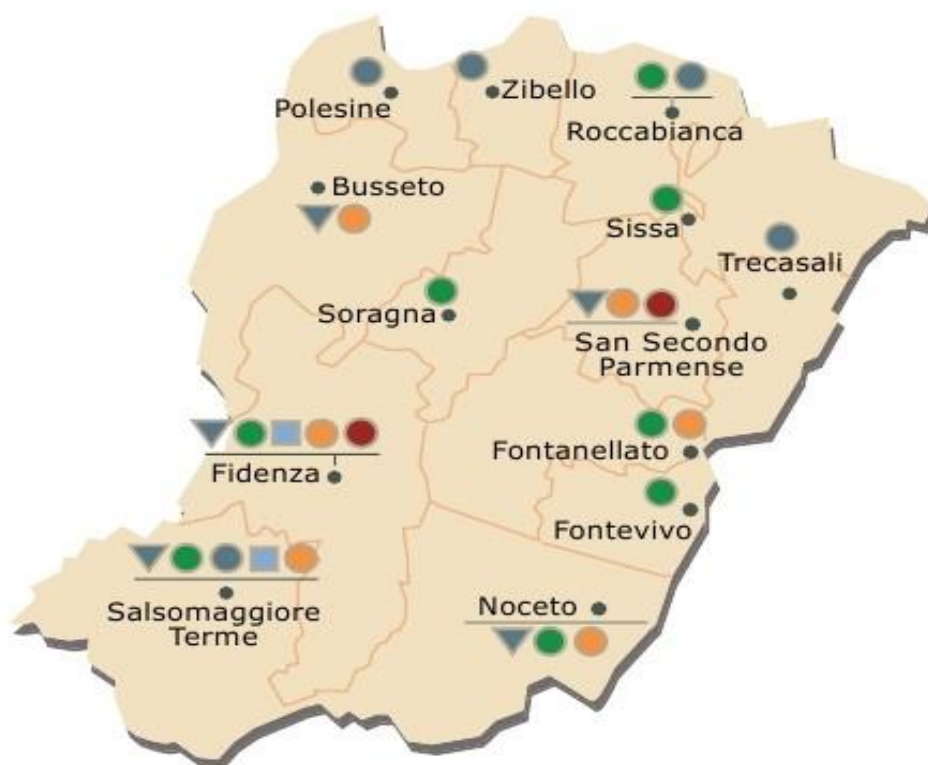 Polesine
Zibello
Roccabianca
Busseto
Sissa
Trecasali
Soragna
San Secondo
Parmense
Fidenza
Fontanellato
Fontevivo
Salsomaggiore
Terme
Noceto